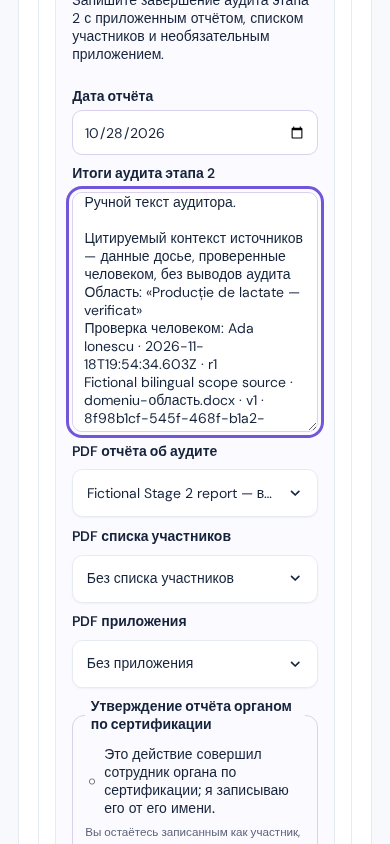 Запишите завершение аудита этапа
2 с приложенным отчётом, списком
участников и необязательным
приложением.
Дата отчёта
10/28/2026
Итоги аудита этапа 2
Ручной текст аудитора.
Цитируемый контекст источников
— данные досье, проверенные
человеком, без выводов аудита
Область: «Producție de lactate —
verificat»
Проверка человеком: Ada
Ionescu · 2026-11-
18T19:54:34.603Z · r1
Fictional bilingual scope source ·
domeniu-область.docx · v1 ·
8f98b1cf-545f-468f-b1a2-
PDF отчёта об аудите
Fictional Stage 2 report — в...
PDF списка участников
Без списка участников
PDF приложения
Без приложения
Утверждение отчёта органом
по сертификации
Это действие совершил
сотрудник органа по
сертификации; я записываю
его от его имени.
Вы остаётесь записанным как участник,